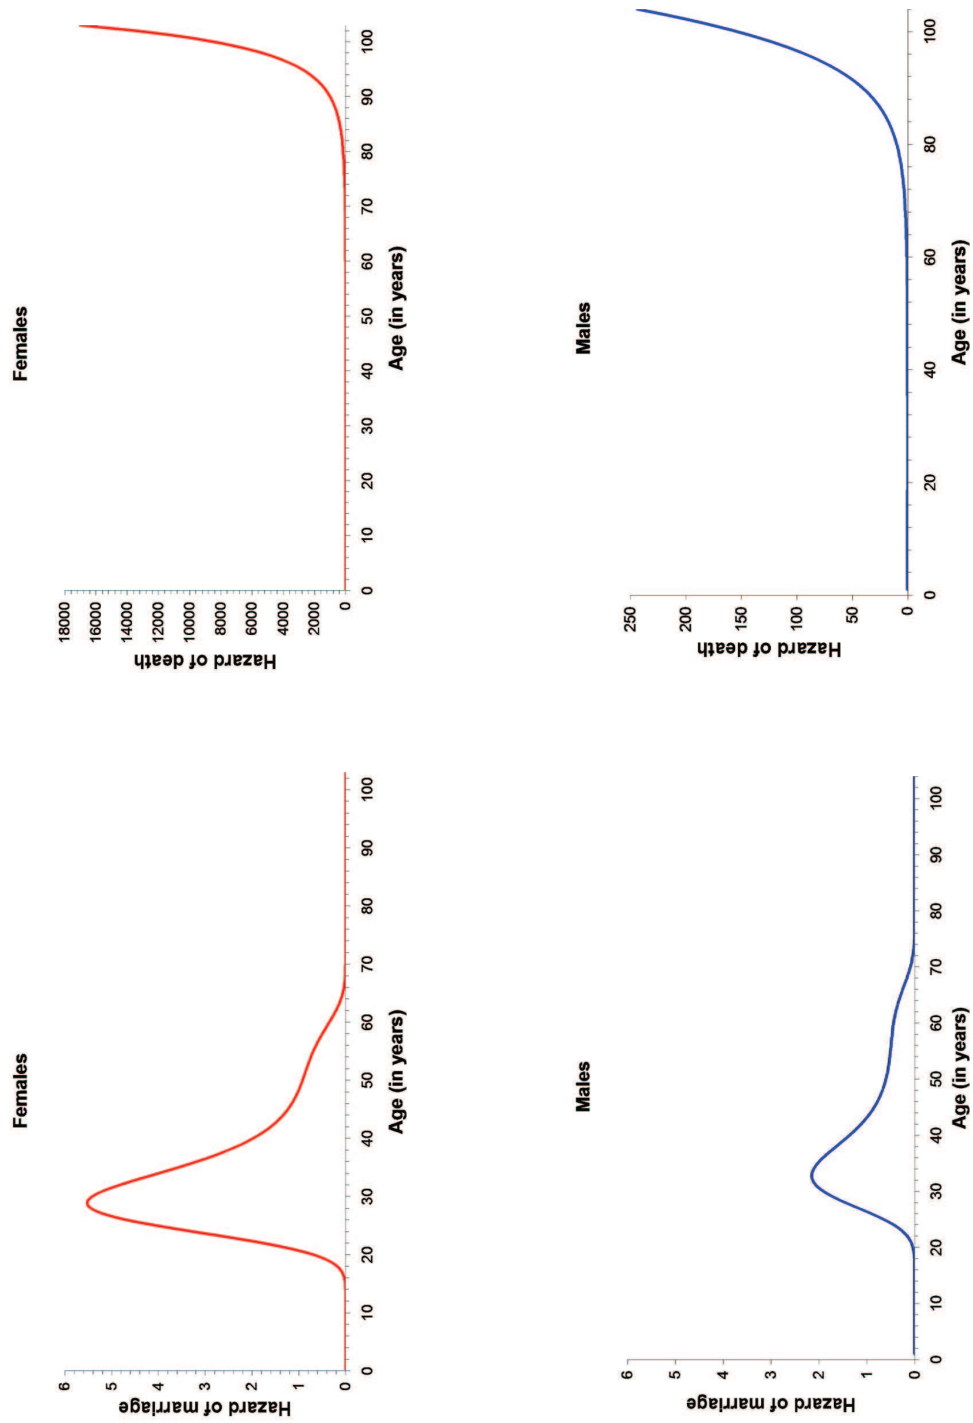 Females
Hazard of death
18000
16000
14000
12000
10000
8000
6000
4000
2000
0
0 10 20 30 40 50 60 70 80 90 100
Age (in years)
Males
Hazard of death
250
200
150
100
50
0
0 20 40 60 80 100
Age (in years)
Females
Hazard of marriage
6
5
4
3
2
1
0
0 10 20 30 40 50 60 70 80 90 100
Age (in years)
Males
Hazard of marriage
6
5
4
3
2
1
0
0 10 20 30 40 50 60 70 80 90 100
Age (in years)